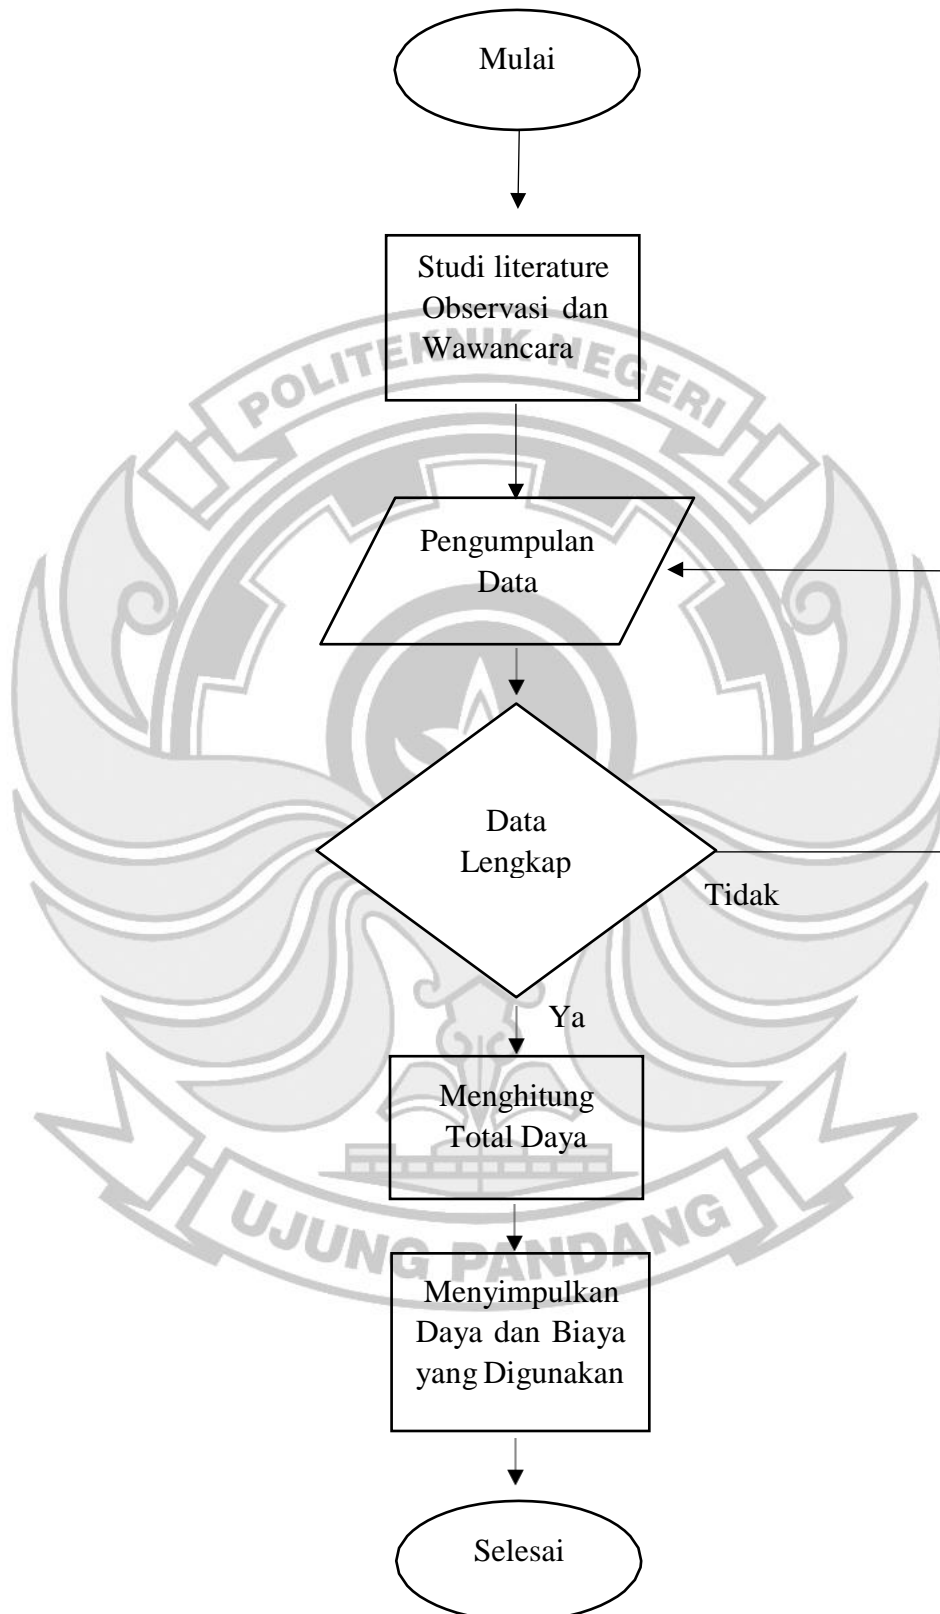 Mulai
Studi literature
Observasi dan
Wawancara
POLITEKNIK NEGERI
Pengumpulan
Data
Data
Lengkap
Tidak
Ya
Menghitung
Total Daya
UJUNG PANDANG
Menyimpulkan
Daya dan Biaya
yang Digunakan
Selesai